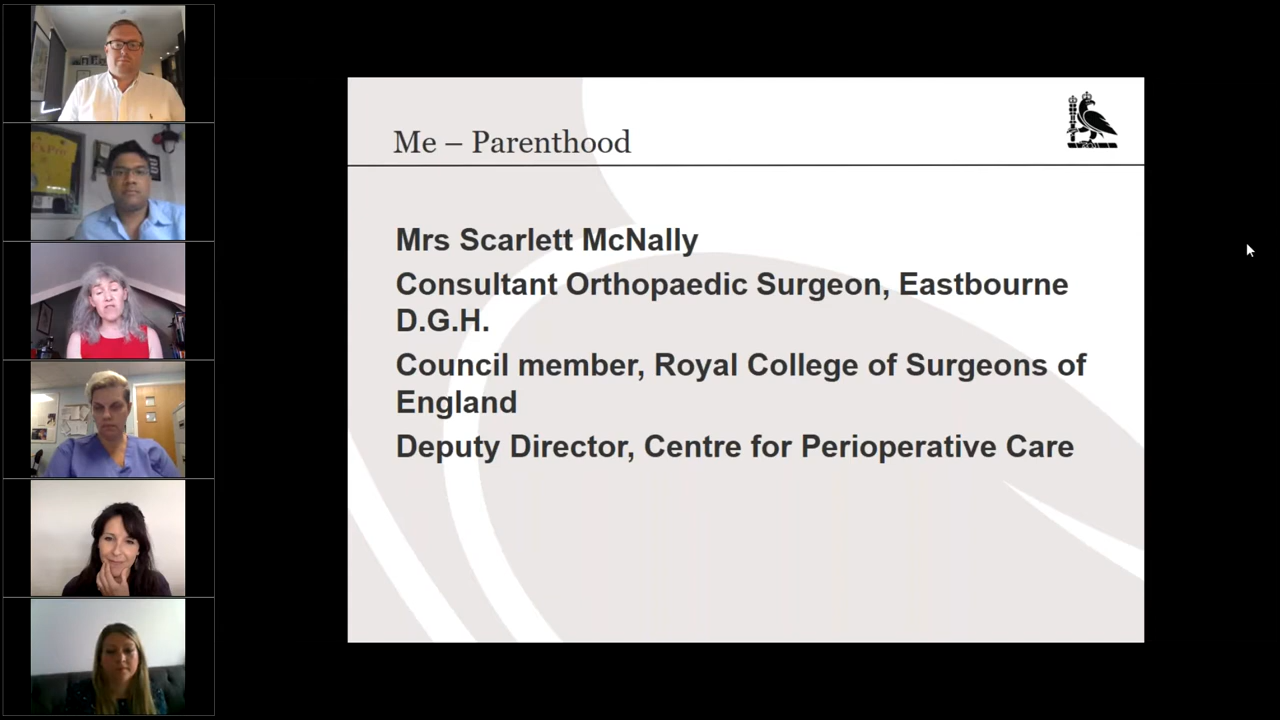 Me – Parenthood
Mrs Scarlett McNally
Consultant Orthopaedic Surgeon, Eastbourne
D.G.H.
Council member, Royal College of Surgeons of
England
Deputy Director, Centre for Perioperative Care